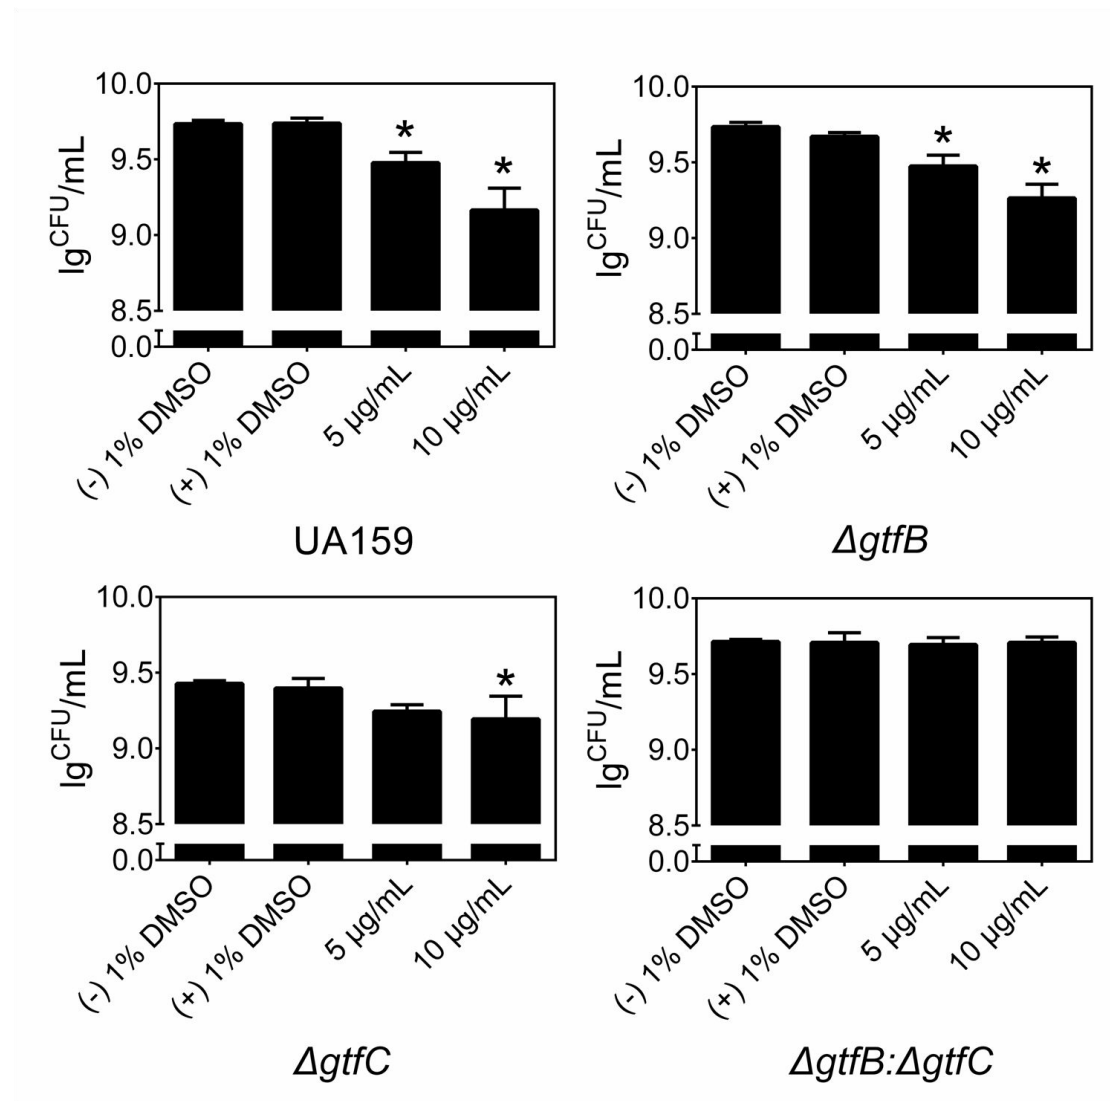 10.0
9.5
9.0
8.5
0.0
lgCFU/mL
*
*
(-) 1% DMSO
(+) 1% DMSO
5 µg/mL
10 µg/mL
UA159
10.0
9.5
9.0
8.5
0.0
lgCFU/mL
*
*
(-) 1% DMSO
(+) 1% DMSO
5 µg/mL
10 µg/mL
ΔgtfB
10.0
9.5
9.0
8.5
0.0
lgCFU/mL
*
(-) 1% DMSO
(+) 1% DMSO
5 µg/mL
10 µg/mL
ΔgtfC
10.0
9.5
9.0
8.5
0.0
lgCFU/mL
(-) 1% DMSO
(+) 1% DMSO
5 µg/mL
10 µg/mL
ΔgtfB:ΔgtfC